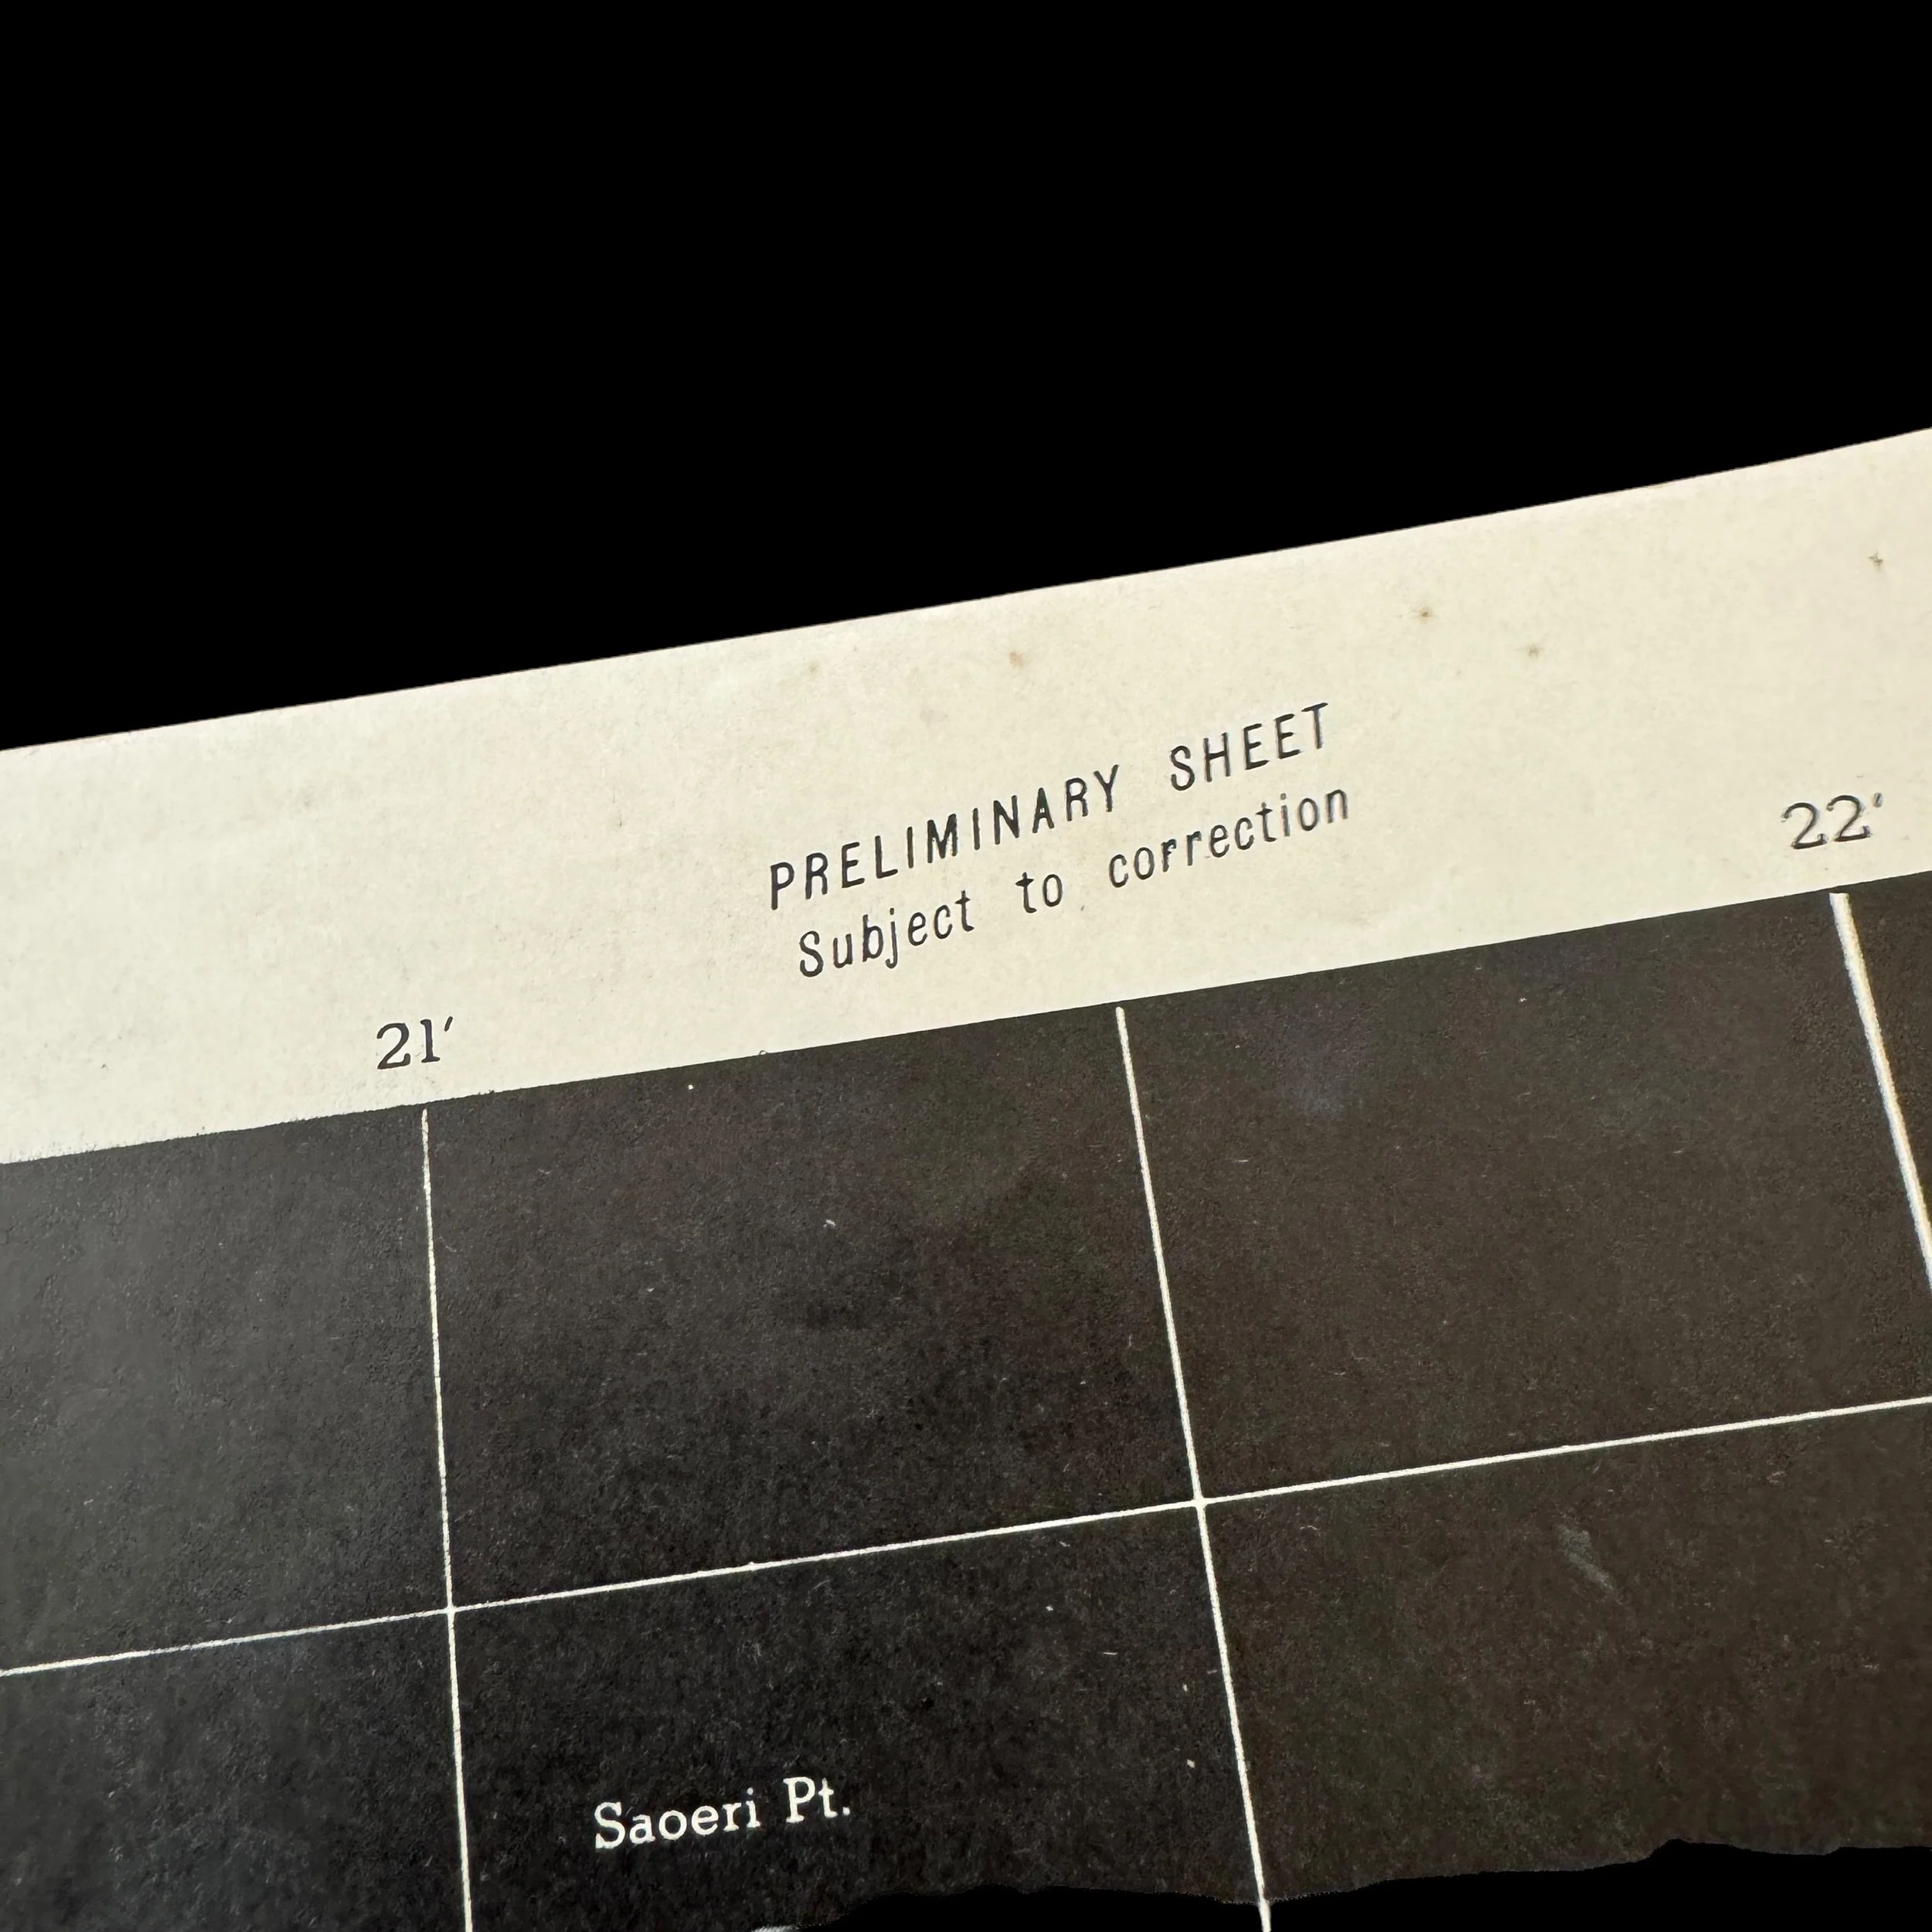 PRELIMINARY SHEET
Subject to correction
21′
22′
Saoeri Pt.